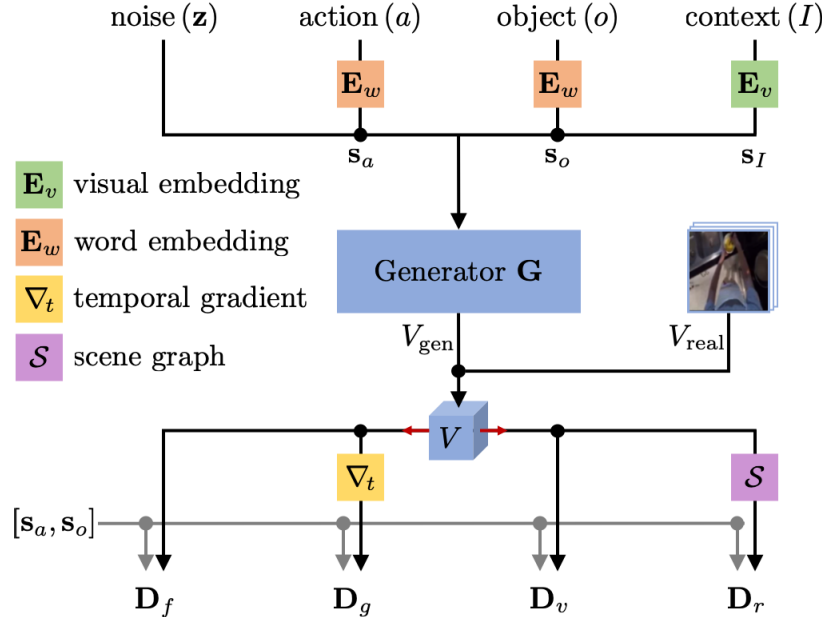 noise (z) action (a) object (o) context (I)
E_w E_w E_v
s_a s_o s_I
E_v visual embedding
E_w word embedding
∇_t temporal gradient
S scene graph
Generator G
V_gen V_real
V
∇_t S
[s_a, s_o]
D_f D_g D_v D_r